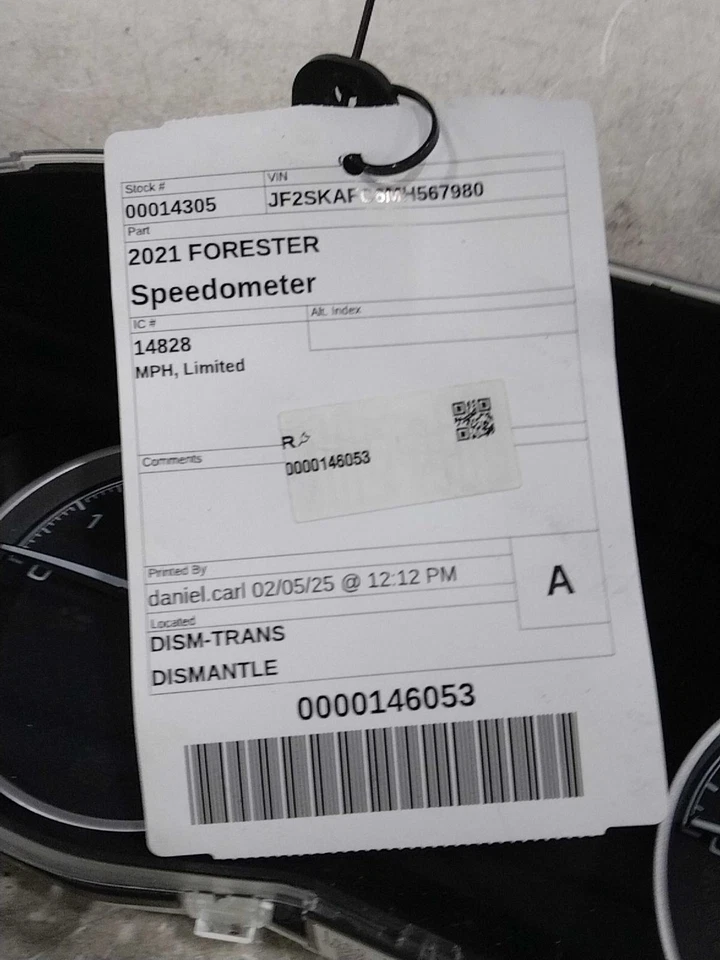 Stock #
VIN
00014305
Part
2021 FORESTER
Speedometer
IC #
Alt. Index
14828
MPH, Limited
R
0000146053
Comments
Printed By
daniel.carl 02/05/25 @ 12:12 PM
A
Located
DISM-TRANS
DISMANTLE
0000146053
1